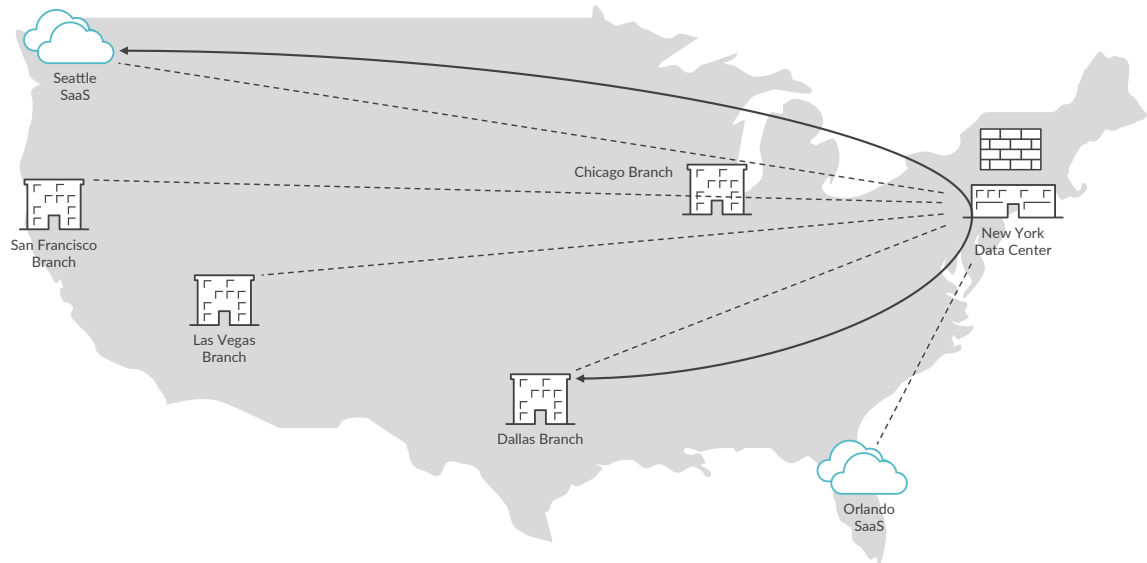 Seattle
SaaS
Chicago Branch
San Francisco
Branch
New York
Data Center
Las Vegas
Branch
Dallas Branch
Orlando
SaaS